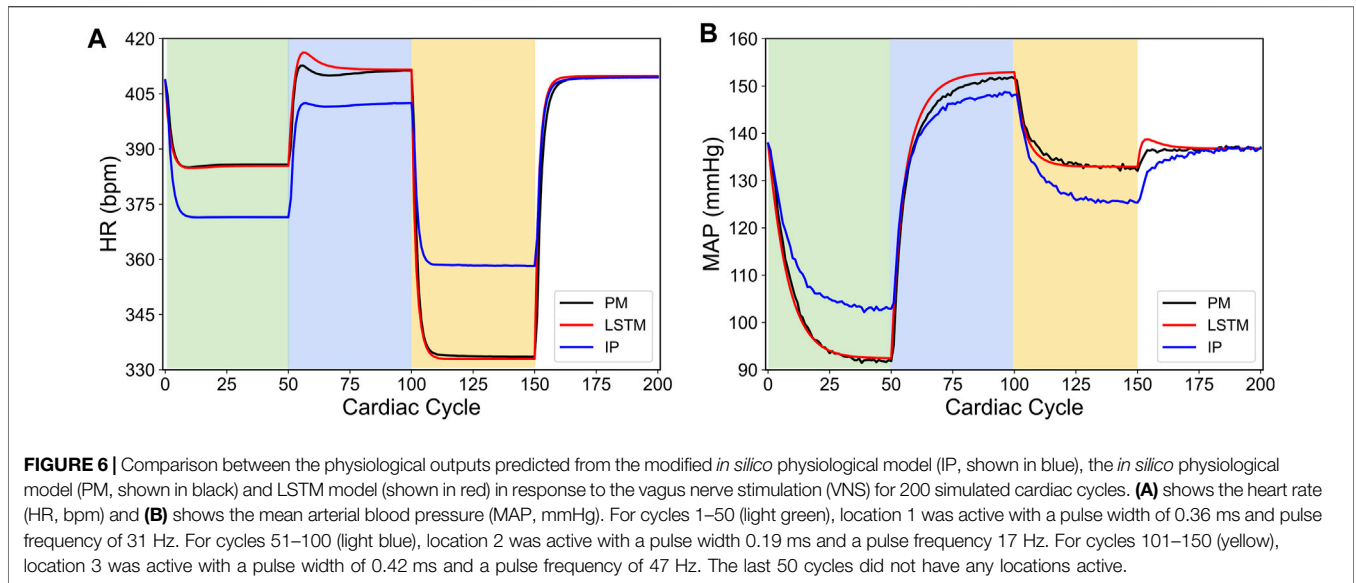 A
420
405
390
375
360
345
330
HR (bpm)
PM
LSTM
IP
0 25 50 75 100 125 150 175 200
Cardiac Cycle
B
160
150
140
130
120
110
100
90
MAP (mmHg)
PM
LSTM
IP
0 25 50 75 100 125 150 175 200
Cardiac Cycle
FIGURE 6 | Comparison between the physiological outputs predicted from the modified in silico physiological model (IP, shown in blue), the in silico physiological
model (PM, shown in black) and LSTM model (shown in red) in response to the vagus nerve stimulation (VNS) for 200 simulated cardiac cycles. (A) shows the heart rate
(HR, bpm) and (B) shows the mean arterial blood pressure (MAP, mmHg). For cycles 1–50 (light green), location 1 was active with a pulse width of 0.36 ms and pulse
frequency of 31 Hz. For cycles 51–100 (light blue), location 2 was active with a pulse width 0.19 ms and a pulse frequency 17 Hz. For cycles 101–150 (yellow),
location 3 was active with a pulse width of 0.42 ms and a pulse frequency of 47 Hz. The last 50 cycles did not have any locations active.